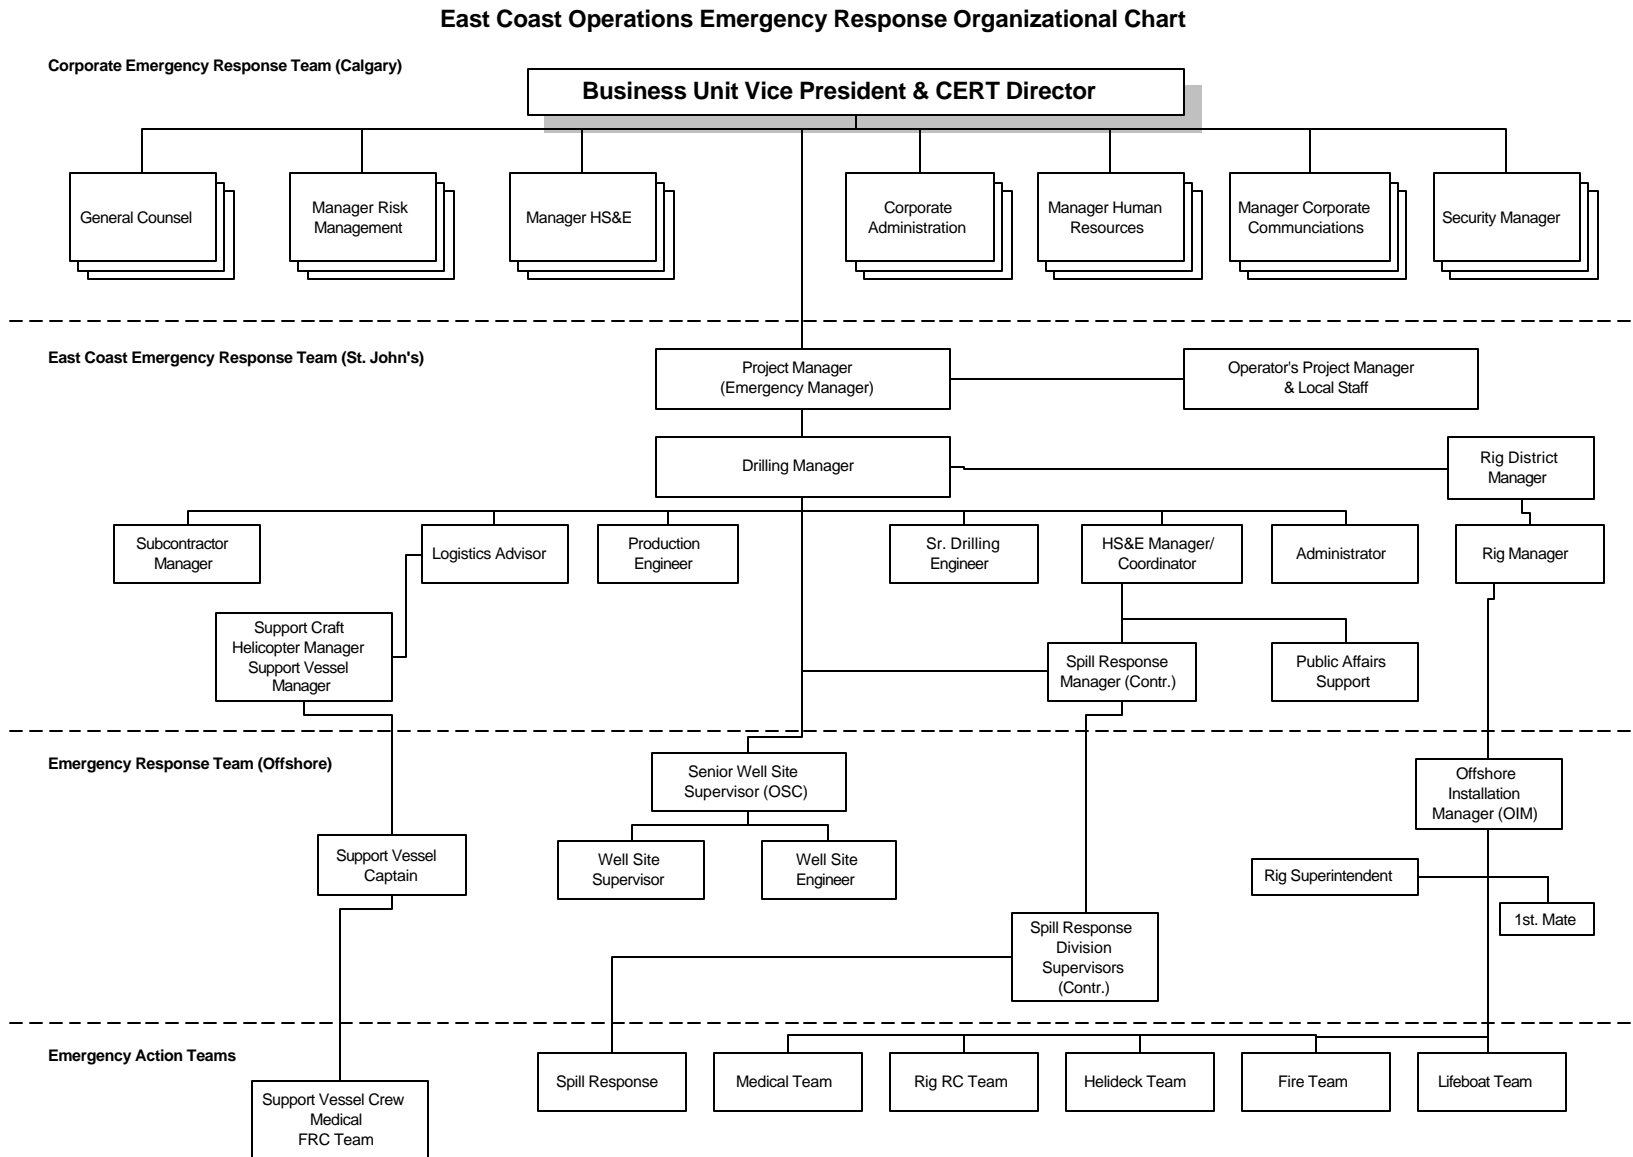 East Coast Operations Emergency Response Organizational Chart
Corporate Emergency Response Team (Calgary)
Business Unit Vice President & CERT Director
General Counsel
Manager Risk
Management
Manager HS&E
Corporate
Administration
Manager Human
Resources
Manager Corporate
Communciations
Security Manager
East Coast Emergency Response Team (St. John's)
Project Manager
(Emergency Manager)
Operator's Project Manager
& Local Staff
Drilling Manager
Rig District
Manager
Subcontractor
Manager
Logistics Advisor
Production
Engineer
Sr. Drilling
Engineer
HS&E Manager/
Coordinator
Administrator
Rig Manager
Support Craft
Helicopter Manager
Support Vessel
Manager
Spill Response
Manager (Contr.)
Public Affairs
Support
Emergency Response Team (Offshore)
Senior Well Site
Supervisor (OSC)
Offshore
Installation
Manager (OIM)
Support Vessel
Captain
Well Site
Supervisor
Well Site
Engineer
Rig Superintendent
1st. Mate
Spill Response
Division
Supervisors
(Contr.)
Emergency Action Teams
Spill Response
Medical Team
Rig RC Team
Helideck Team
Fire Team
Lifeboat Team
Support Vessel Crew
Medical
FRC Team